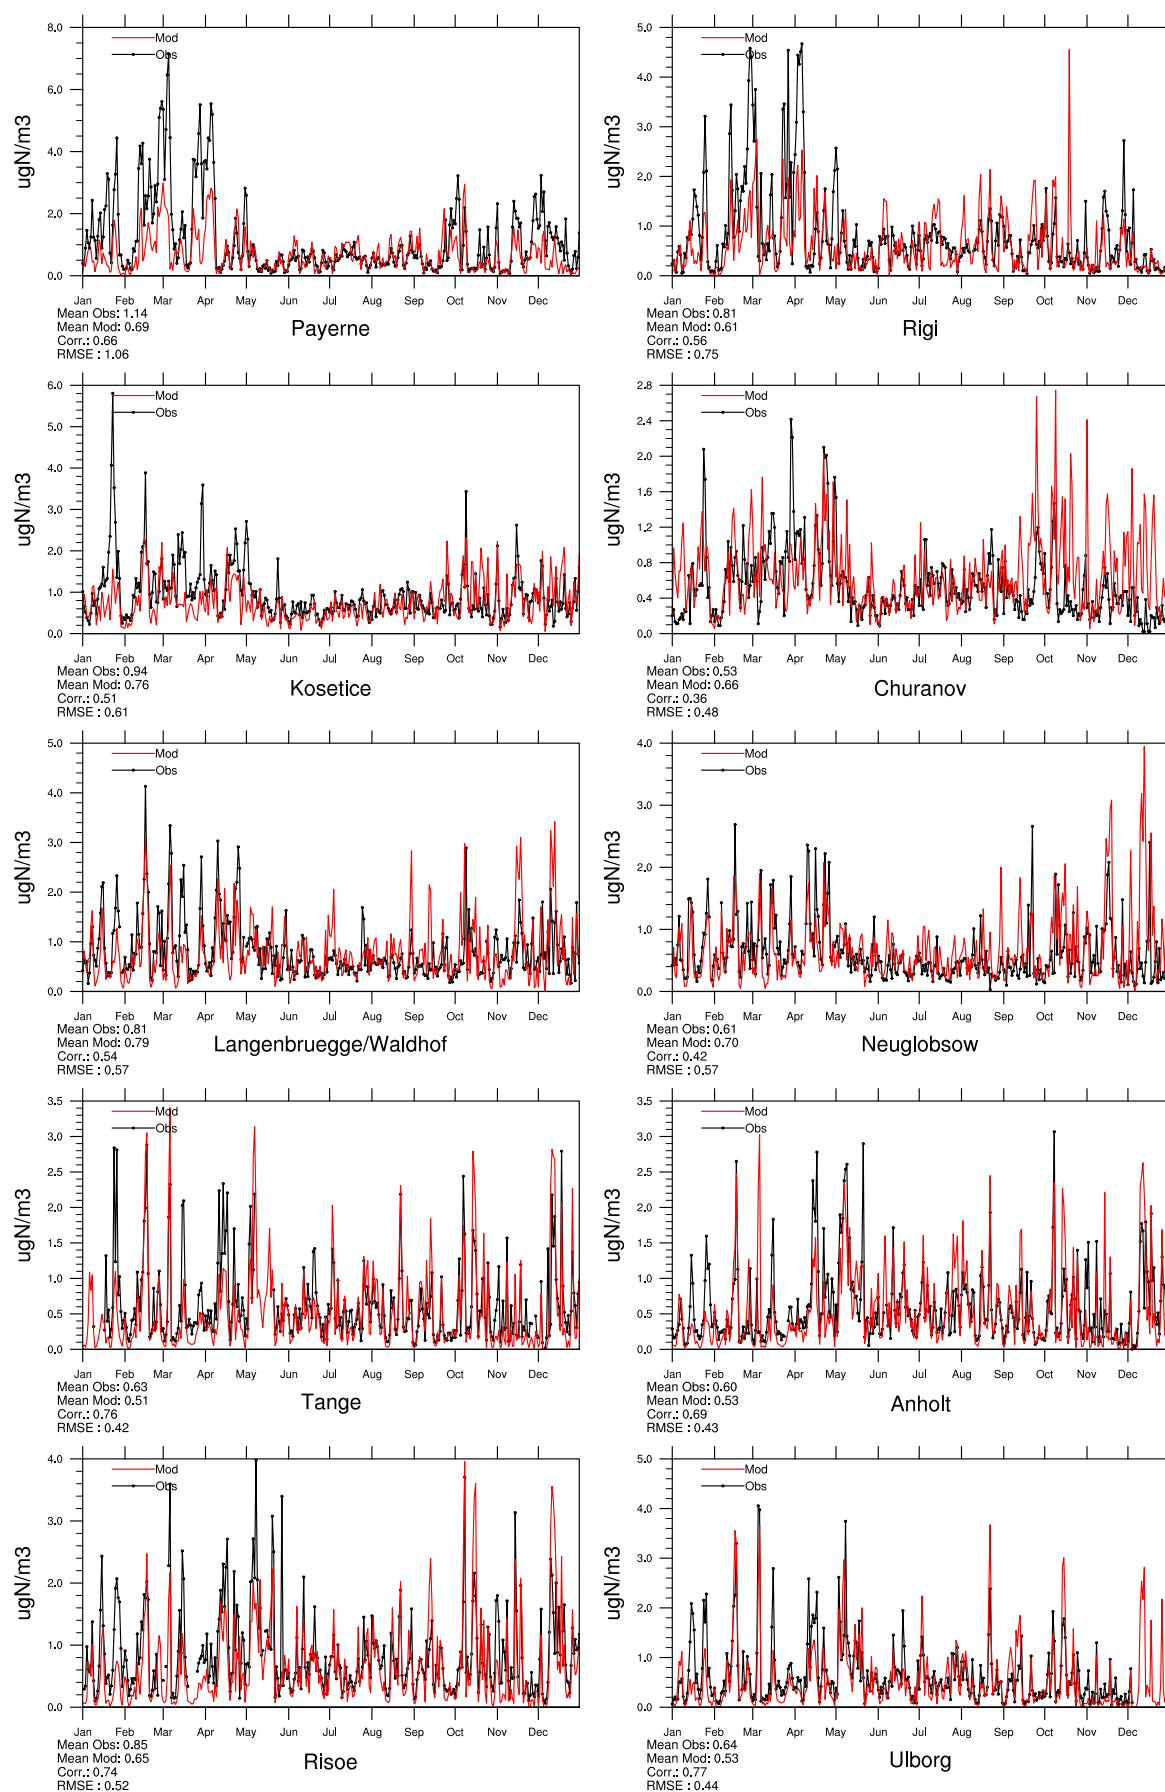 8.0
6.0
4.0
2.0
0.0
ugN/m3
Mod
Obs
Jan Feb Mar Apr May Jun Jul Aug Sep Oct Nov Dec
Mean Obs: 1.14
Mean Mod: 0.69
Corr.: 0.66
RMSE : 1.06
Payerne
5.0
4.0
3.0
2.0
1.0
0.0
ugN/m3
Mod
Obs
Jan Feb Mar Apr May Jun Jul Aug Sep Oct Nov Dec
Mean Obs: 0.81
Mean Mod: 0.61
Corr.: 0.56
RMSE : 0.75
Rigi
6.0
5.0
4.0
3.0
2.0
1.0
0.0
ugN/m3
Mod
Obs
Jan Feb Mar Apr May Jun Jul Aug Sep Oct Nov Dec
Mean Obs: 0.94
Mean Mod: 0.76
Corr.: 0.51
RMSE : 0.61
Kosetice
2.8
2.4
2.0
1.6
1.2
0.8
0.4
0.0
ugN/m3
Mod
Obs
Jan Feb Mar Apr May Jun Jul Aug Sep Oct Nov Dec
Mean Obs: 0.53
Mean Mod: 0.66
Corr.: 0.36
RMSE : 0.48
Churanov
5.0
4.0
3.0
2.0
1.0
0.0
ugN/m3
Mod
Obs
Jan Feb Mar Apr May Jun Jul Aug Sep Oct Nov Dec
Mean Obs: 0.81
Mean Mod: 0.79
Corr.: 0.54
RMSE : 0.57
Langenbruegge/Waldhof
4.0
3.0
2.0
1.0
0.0
ugN/m3
Mod
Obs
Jan Feb Mar Apr May Jun Jul Aug Sep Oct Nov Dec
Mean Obs: 0.61
Mean Mod: 0.70
Corr.: 0.42
RMSE : 0.57
Neuglobsow
3.5
3.0
2.5
2.0
1.5
1.0
0.5
0.0
ugN/m3
Mod
Obs
Jan Feb Mar Apr May Jun Jul Aug Sep Oct Nov Dec
Mean Obs: 0.63
Mean Mod: 0.51
Corr.: 0.76
RMSE : 0.42
Tange
3.5
3.0
2.5
2.0
1.5
1.0
0.5
0.0
ugN/m3
Mod
Obs
Jan Feb Mar Apr May Jun Jul Aug Sep Oct Nov Dec
Mean Obs: 0.60
Mean Mod: 0.53
Corr.: 0.69
RMSE : 0.43
Anholt
4.0
3.0
2.0
1.0
0.0
ugN/m3
Mod
Obs
Jan Feb Mar Apr May Jun Jul Aug Sep Oct Nov Dec
Mean Obs: 0.85
Mean Mod: 0.65
Corr.: 0.74
RMSE : 0.52
Risoe
5.0
4.0
3.0
2.0
1.0
0.0
ugN/m3
Mod
Obs
Jan Feb Mar Apr May Jun Jul Aug Sep Oct Nov Dec
Mean Obs: 0.64
Mean Mod: 0.53
Corr.: 0.77
RMSE : 0.44
Ulborg